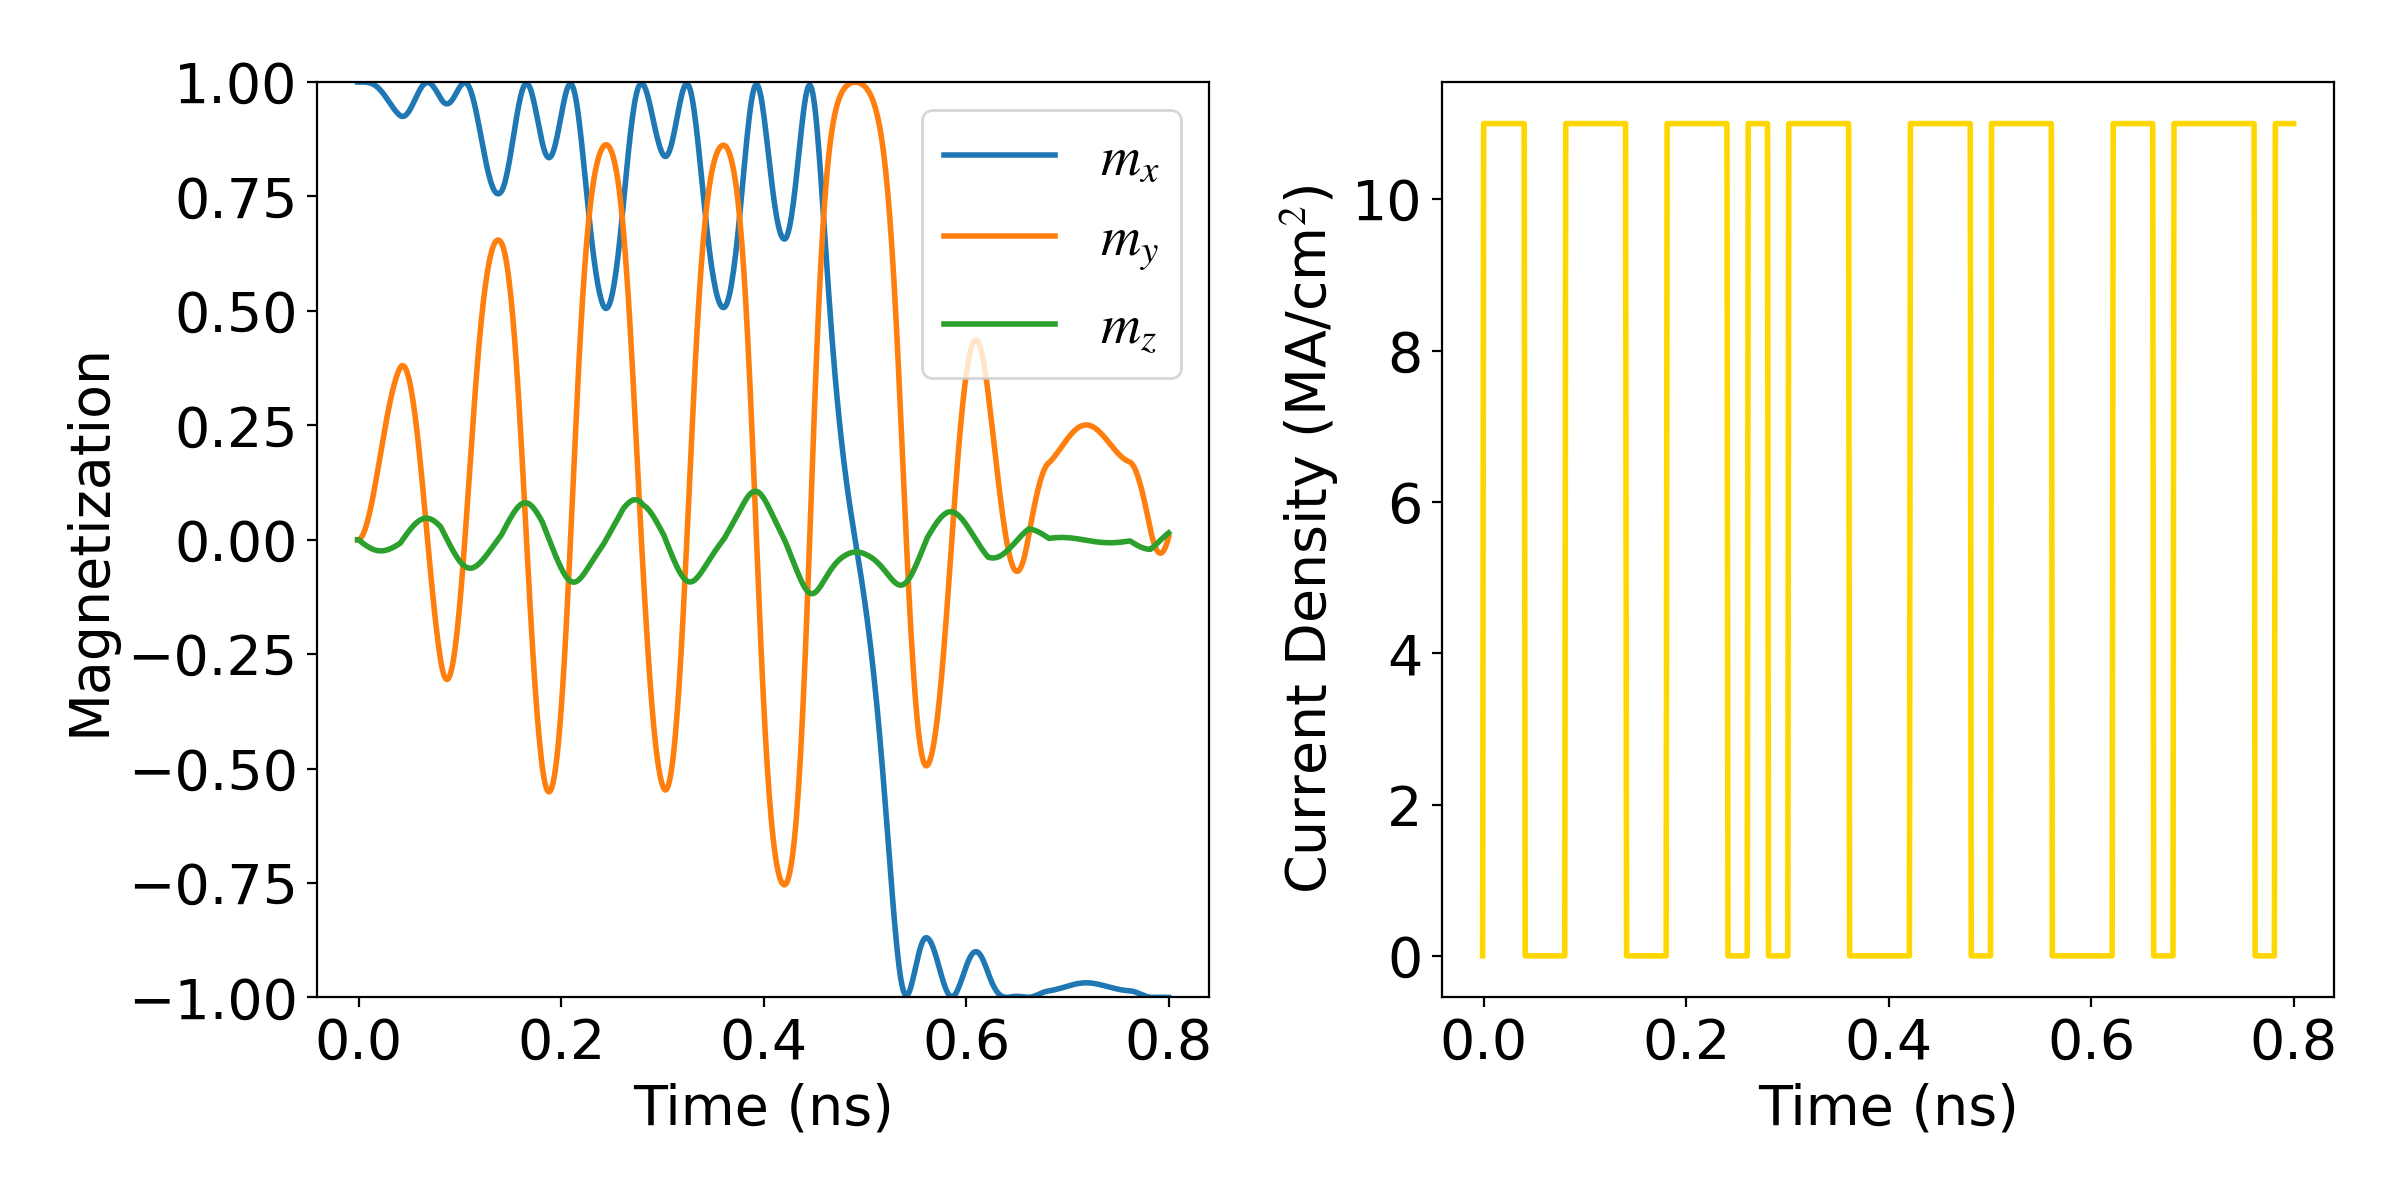 1.00
0.75
0.50
0.25
0.00
−0.25
−0.50
−0.75
−1.00
Magnetization
0.0 0.2 0.4 0.6 0.8
Time (ns)
m_x
m_y
m_z
10
8
6
4
2
0
Current Density (MA/cm²)
0.0 0.2 0.4 0.6 0.8
Time (ns)